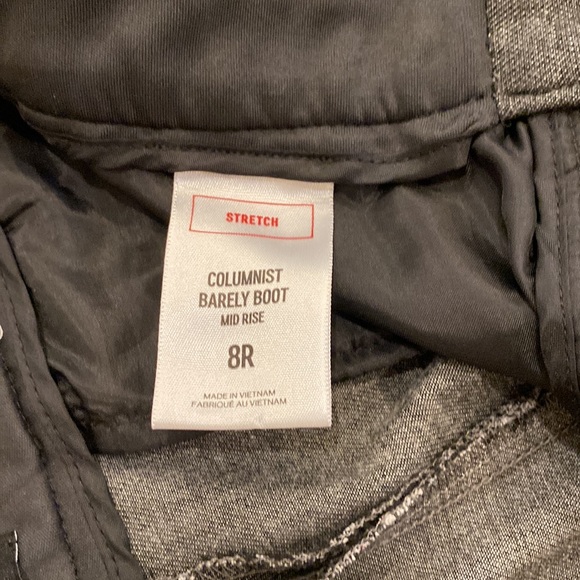 STRETCH
COLUMNIST
BARELY BOOT
MID RISE
8R
MADE IN VIETNAM
FABRIQUÉ AU VIETNAM